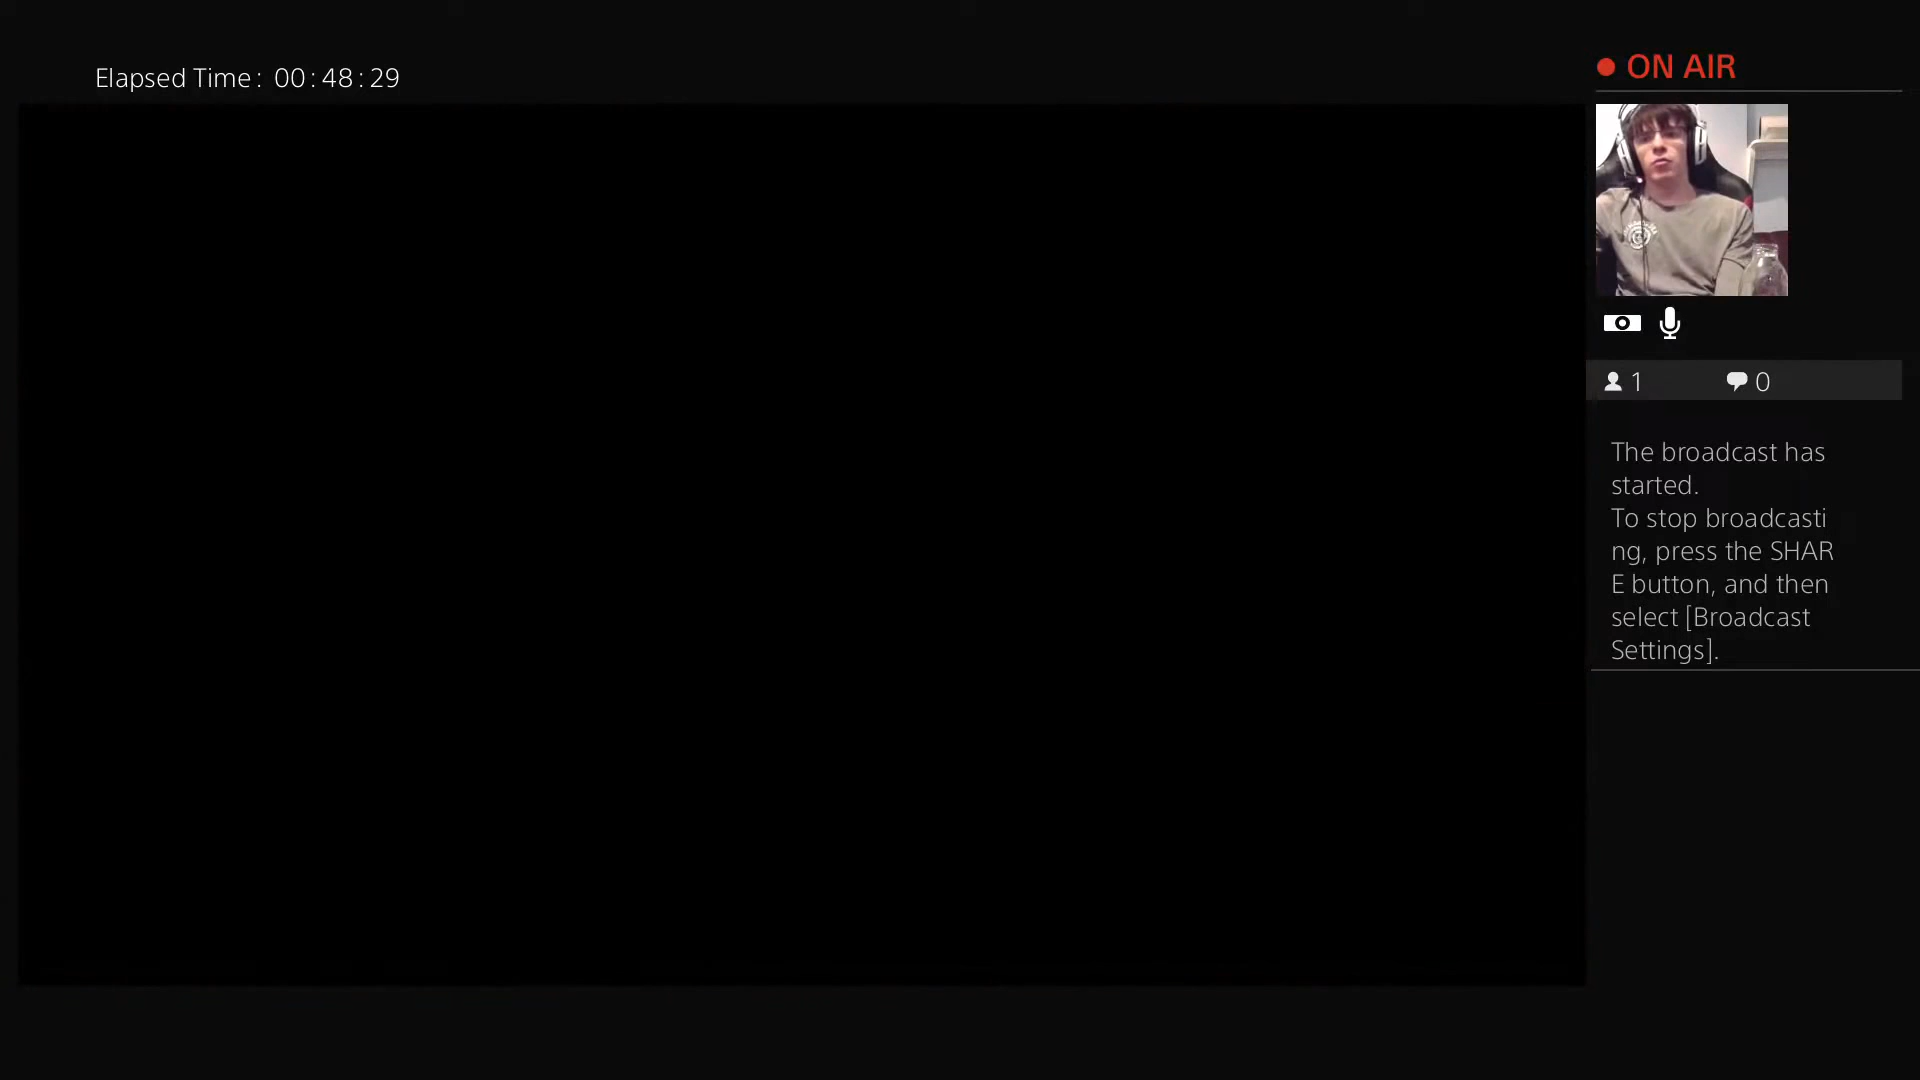 Elapsed Time: 00:48:29
ON AIR
1 0
The broadcast has
started.
To stop broadcasti
ng, press the SHAR
E button, and then
select [Broadcast
Settings].